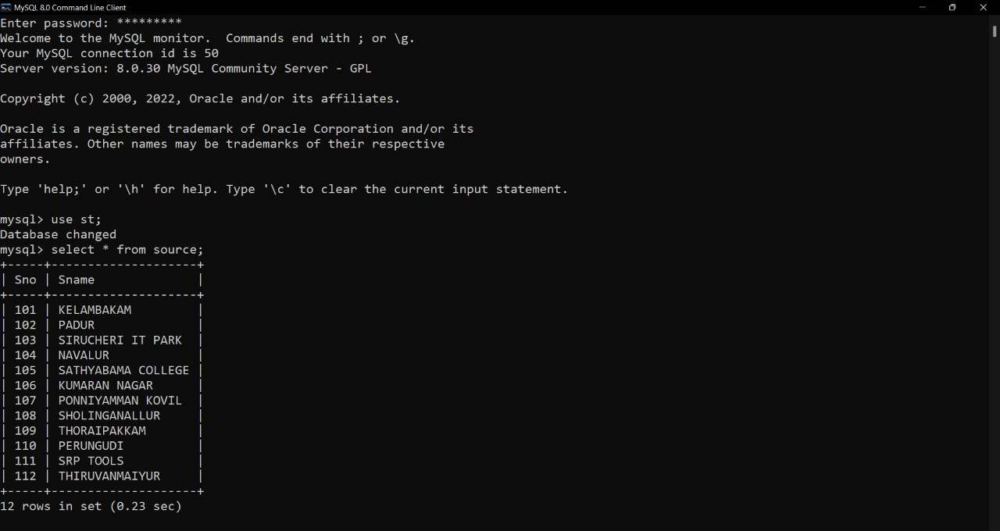 MySQL 8.0 Command Line Client
Enter password: *********
Welcome to the MySQL monitor.  Commands end with ; or \g.
Your MySQL connection id is 50
Server version: 8.0.30 MySQL Community Server - GPL
Copyright (c) 2000, 2022, Oracle and/or its affiliates.
Oracle is a registered trademark of Oracle Corporation and/or its
affiliates. Other names may be trademarks of their respective
owners.
Type 'help;' or '\h' for help. Type '\c' to clear the current input statement.
mysql> use st;
Database changed
mysql> select * from source;
+-----+--------------------+
| Sno | Sname              |
+-----+--------------------+
| 101 | KELAMBAKAM         |
| 102 | PADUR              |
| 103 | SIRUCHERI IT PARK  |
| 104 | NAVALUR            |
| 105 | SATHYABAMA COLLEGE |
| 106 | KUMARAN NAGAR      |
| 107 | PONNIYAMMAN KOVIL  |
| 108 | SHOLINGANALLUR     |
| 109 | THORAIPAKKAM       |
| 110 | PERUNGUDI          |
| 111 | SRP TOOLS          |
| 112 | THIRUVANMAIYUR     |
+-----+--------------------+
12 rows in set (0.23 sec)